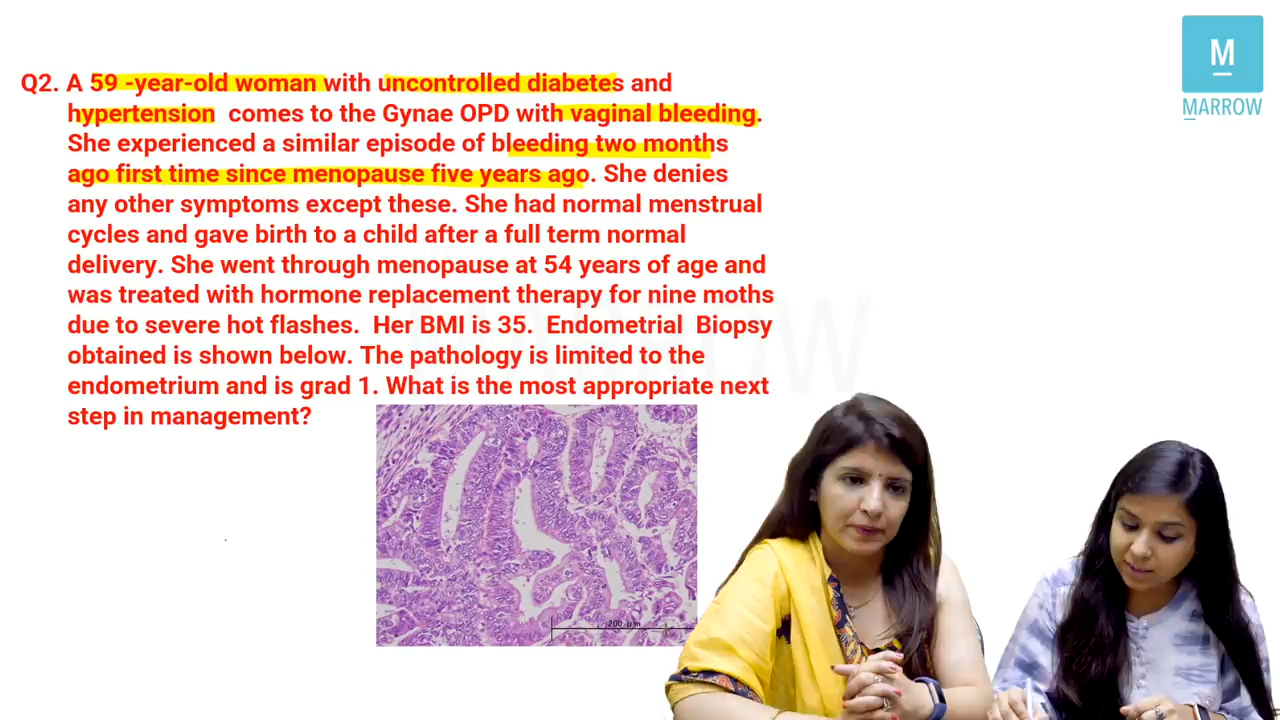 M
MARROW
Q2. A 59 -year-old woman with uncontrolled diabetes and
hypertension comes to the Gynae OPD with vaginal bleeding.
She experienced a similar episode of bleeding two months
ago first time since menopause five years ago. She denies
any other symptoms except these. She had normal menstrual
cycles and gave birth to a child after a full term normal
delivery. She went through menopause at 54 years of age and
was treated with hormone replacement therapy for nine moths
due to severe hot flashes. Her BMI is 35. Endometrial Biopsy
obtained is shown below. The pathology is limited to the
endometrium and is grad 1. What is the most appropriate next
step in management?
MARROW
200 µm